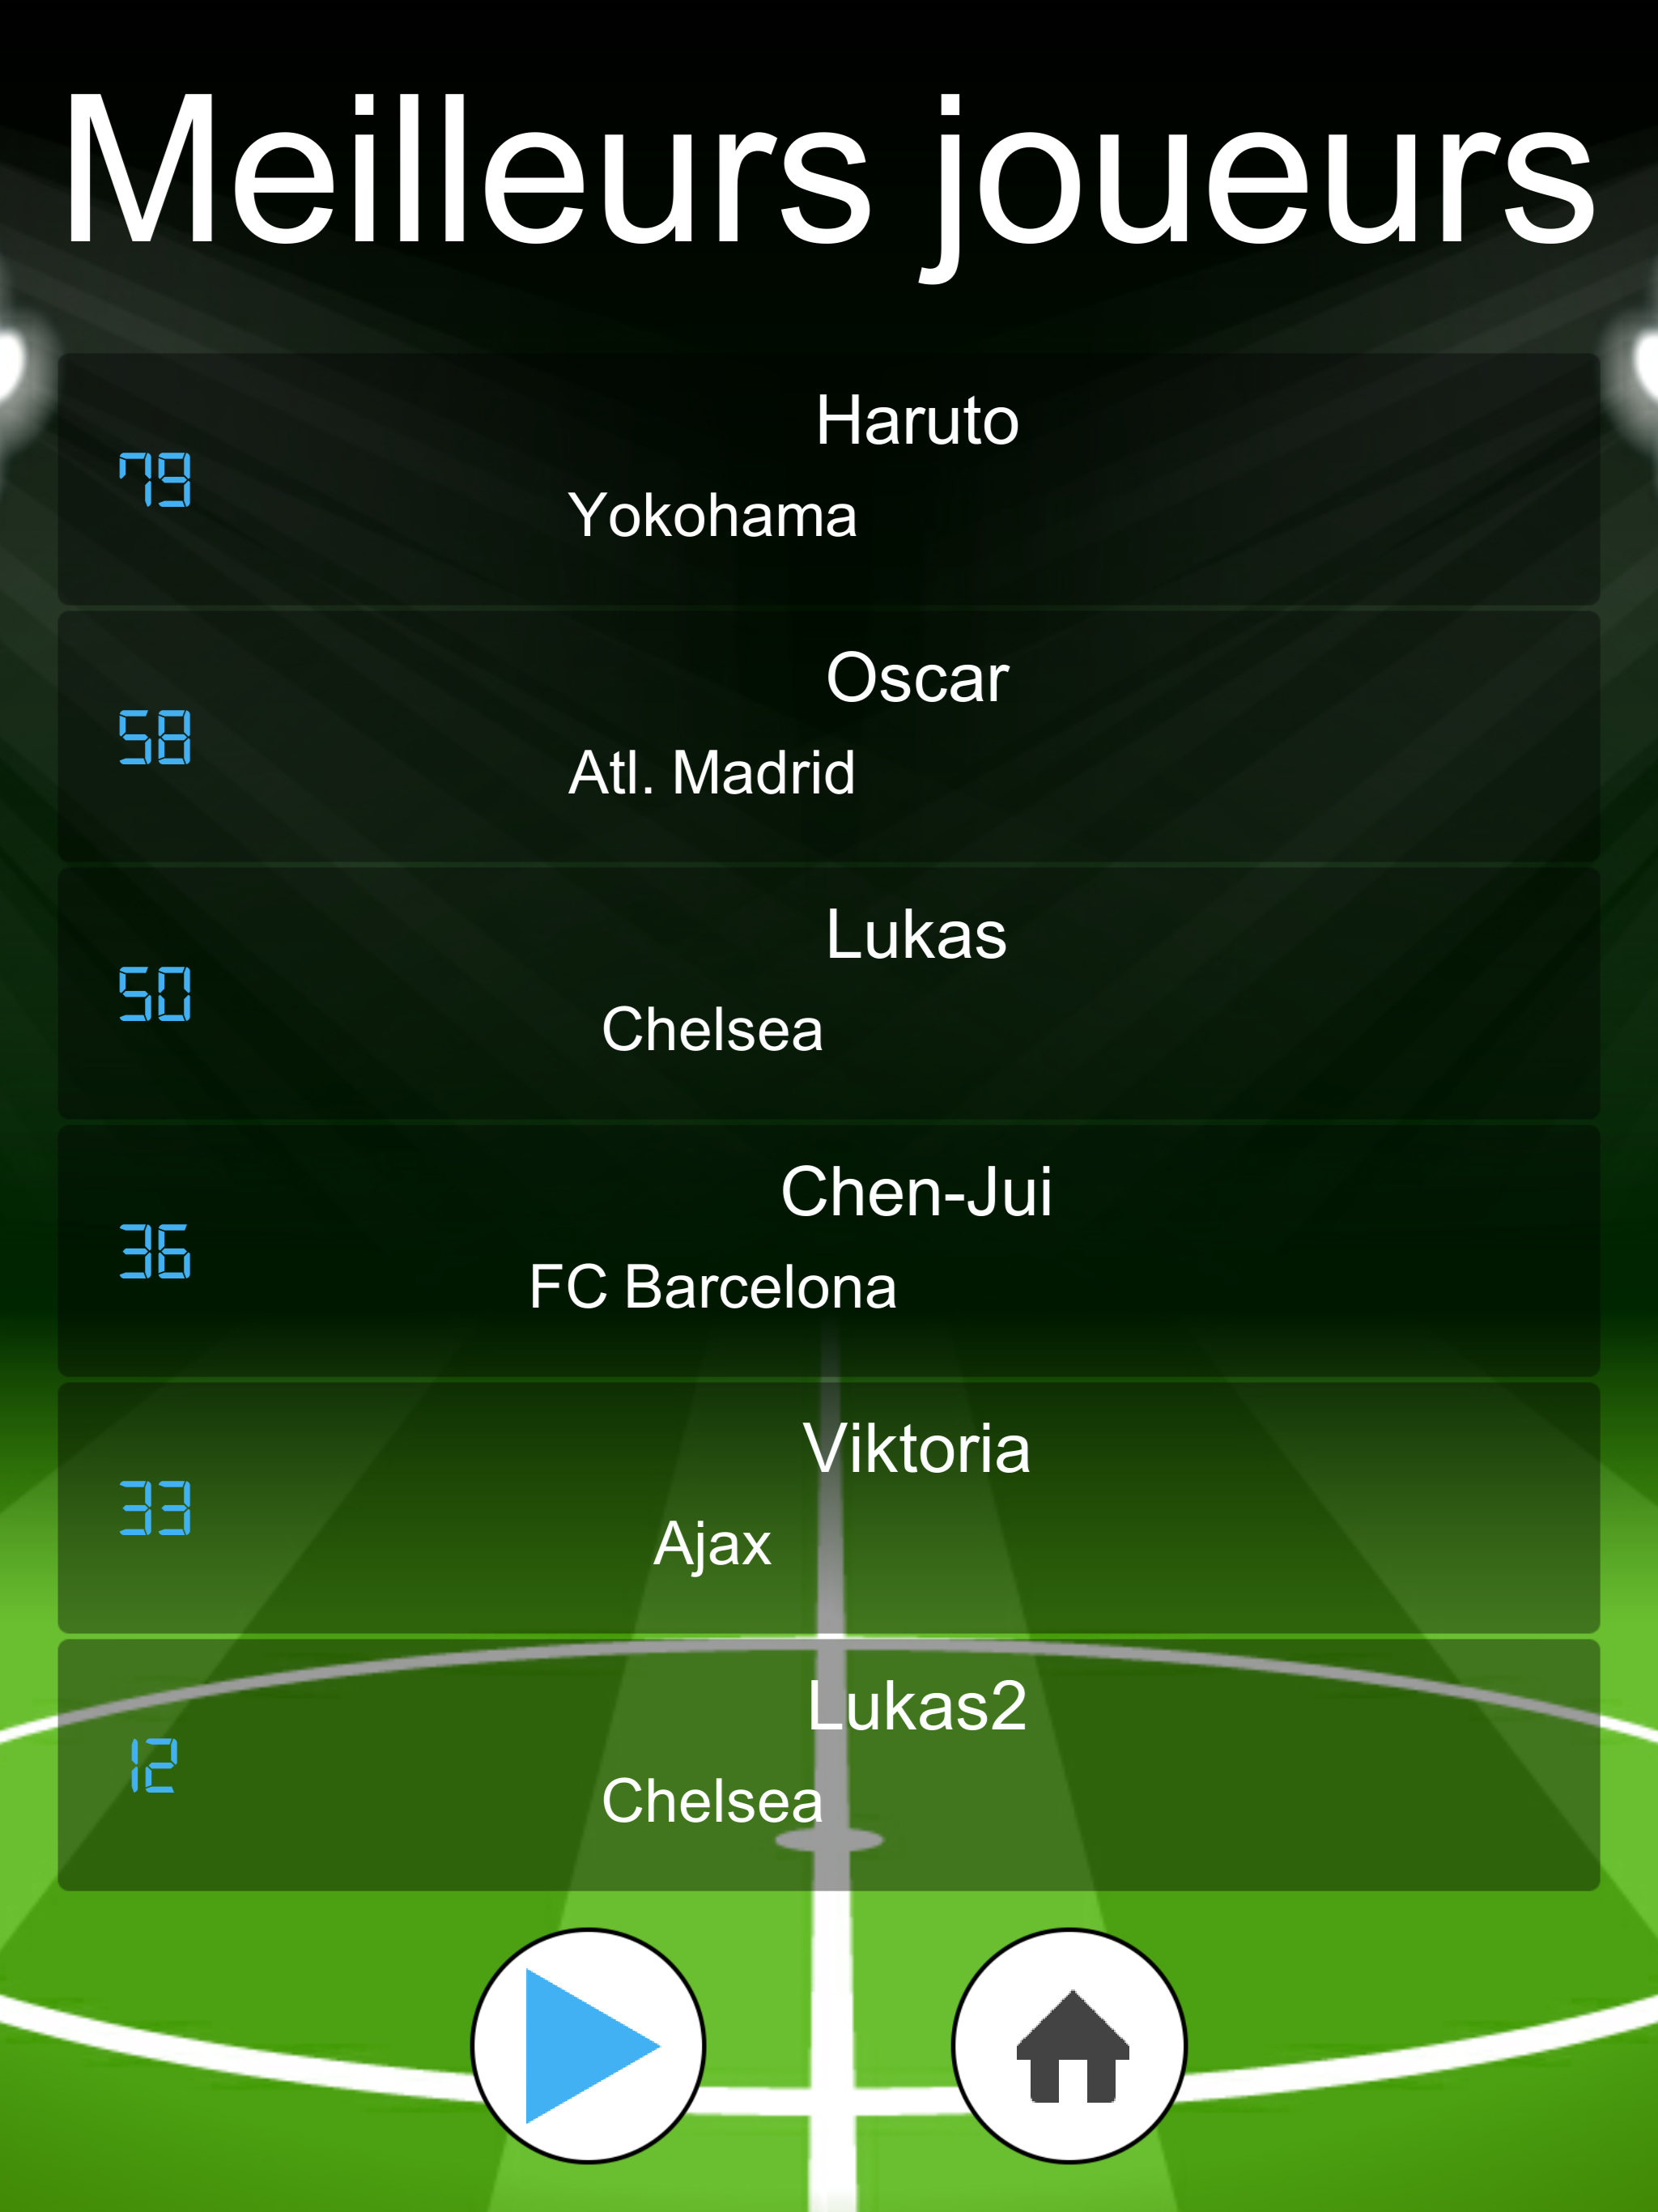 Meilleurs joueurs
Haruto
79
Yokohama
Oscar
58
Atl. Madrid
Lukas
50
Chelsea
Chen-Jui
36
FC Barcelona
Viktoria
33
Ajax
Lukas2
12
Chelsea